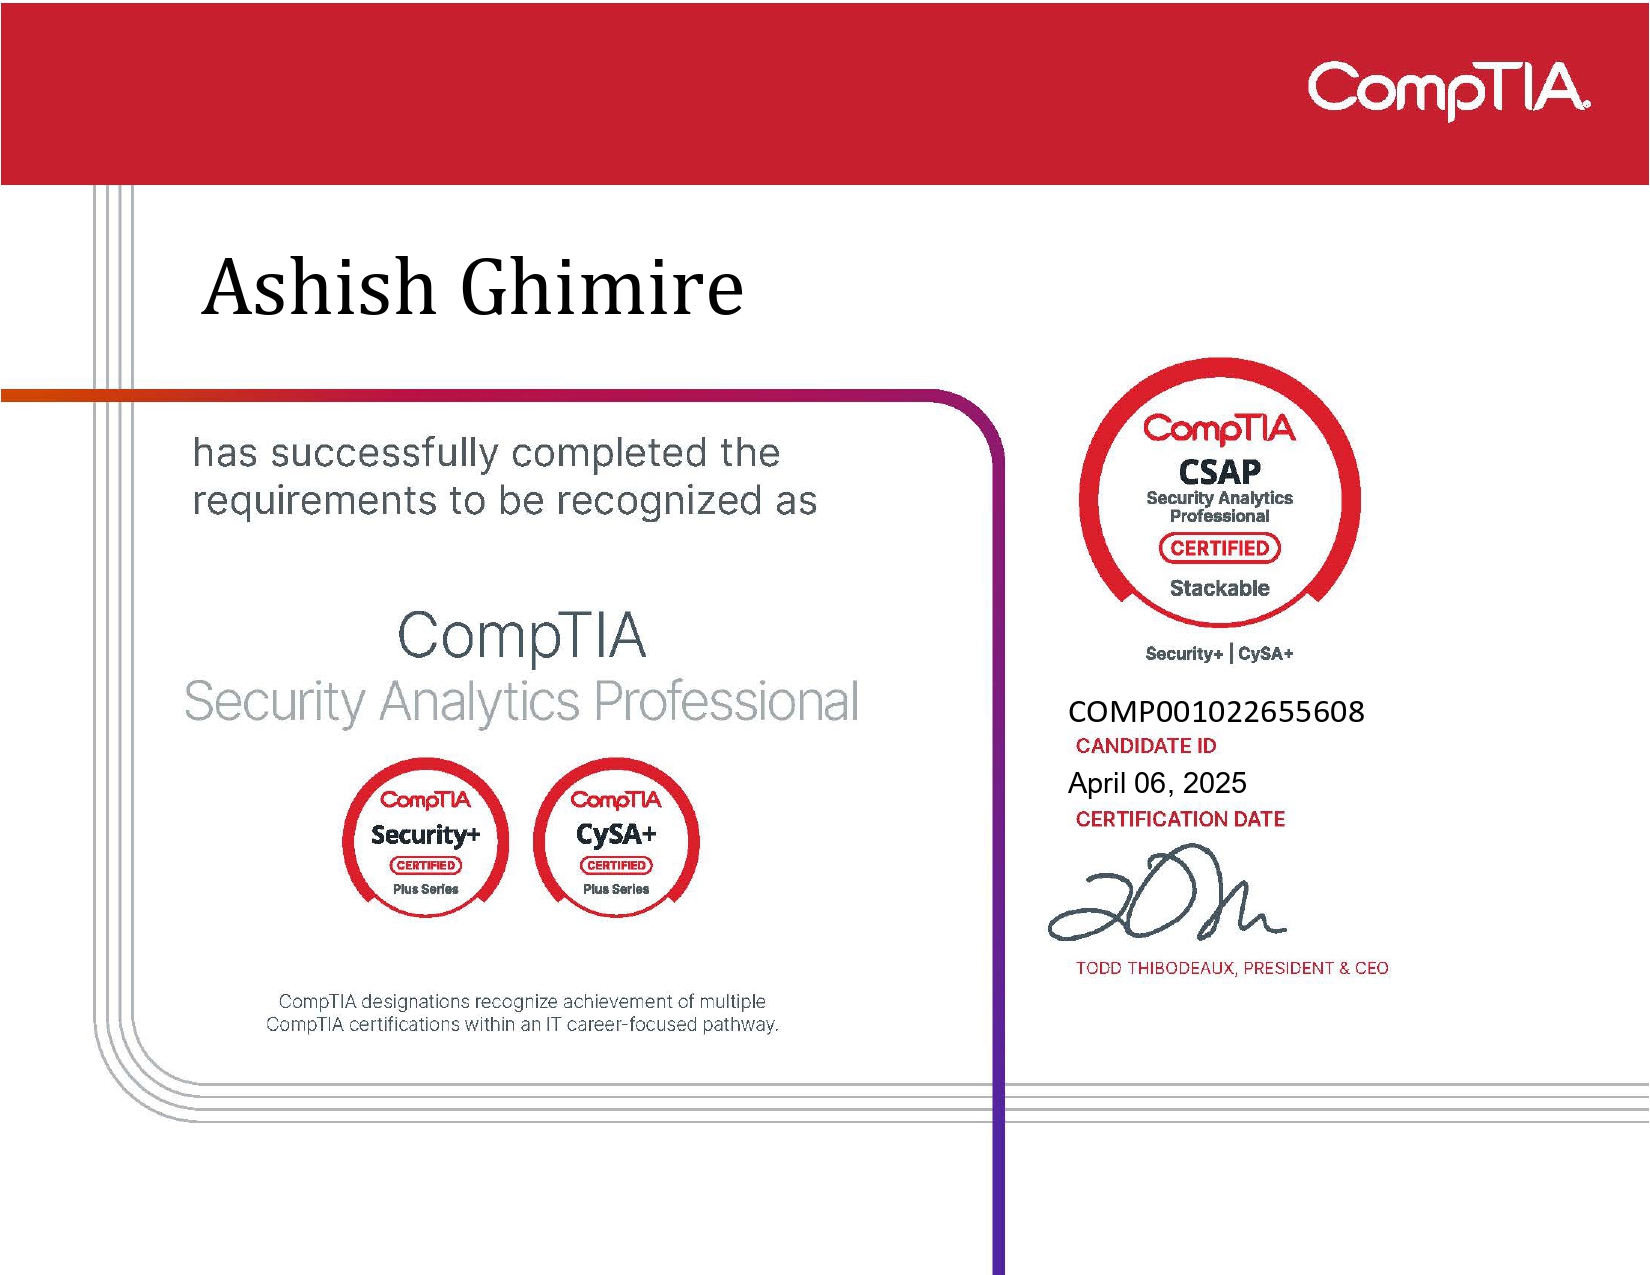 CompTIA.
Ashish Ghimire
has successfully completed the
requirements to be recognized as
CompTIA
Security Analytics Professional
CompTIA
Security+
CERTIFIED
Plus Series
CompTIA
CySA+
CERTIFIED
Plus Series
CompTIA designations recognize achievement of multiple
CompTIA certifications within an IT career-focused pathway.
CompTIA
CSAP
Security Analytics
Professional
CERTIFIED
Stackable
Security+ | CySA+
COMP001022655608
CANDIDATE ID
April 06, 2025
CERTIFICATION DATE
TODD THIBODEAUX, PRESIDENT & CEO